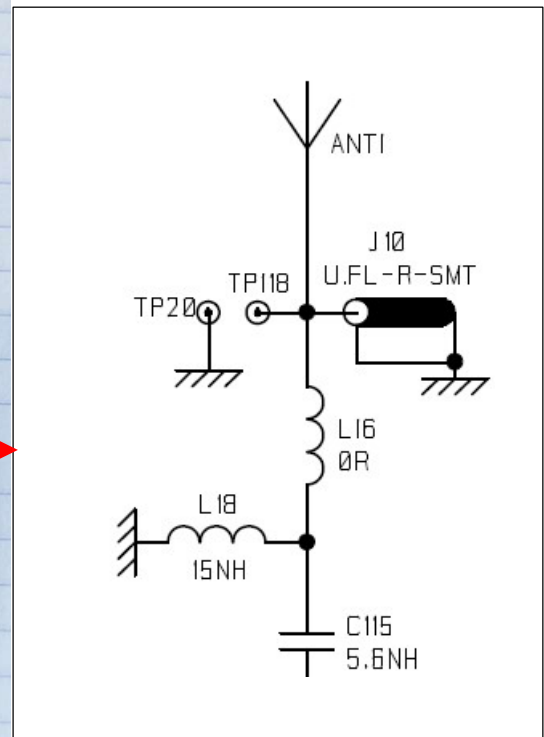 ANT1
J10
U.FL-R-SMT
TP118
TP20
L16
0R
L18
15NH
C115
5.6NH